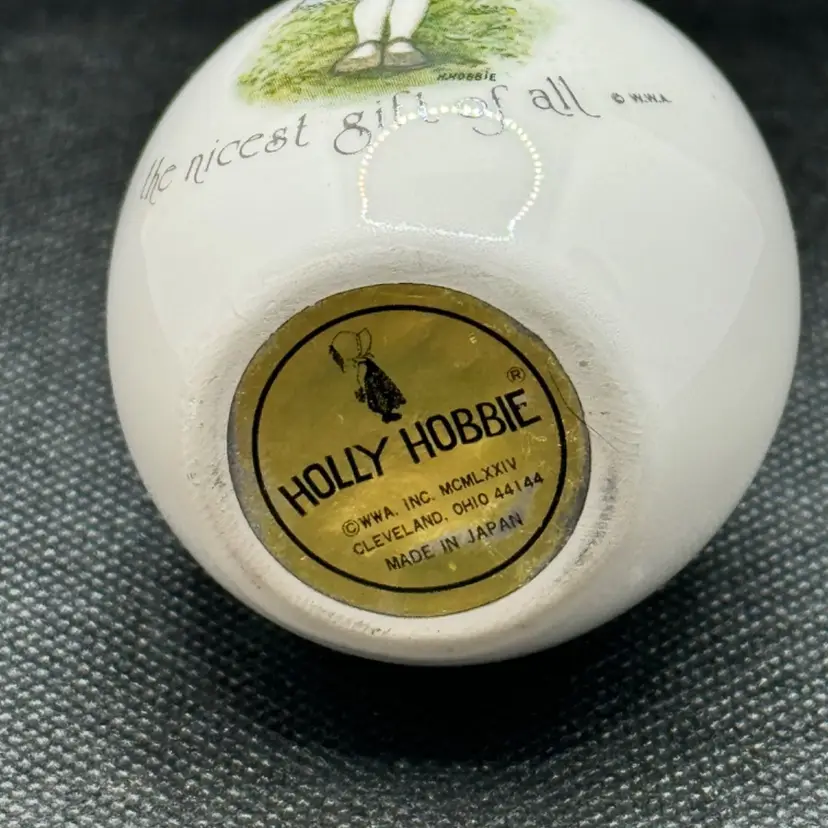 H.HOBBIE
the nicest gift of all © W.W.A.
HOLLY HOBBIE ®
©WWA. INC. MCMLXXIV
CLEVELAND, OHIO 44144
MADE IN JAPAN